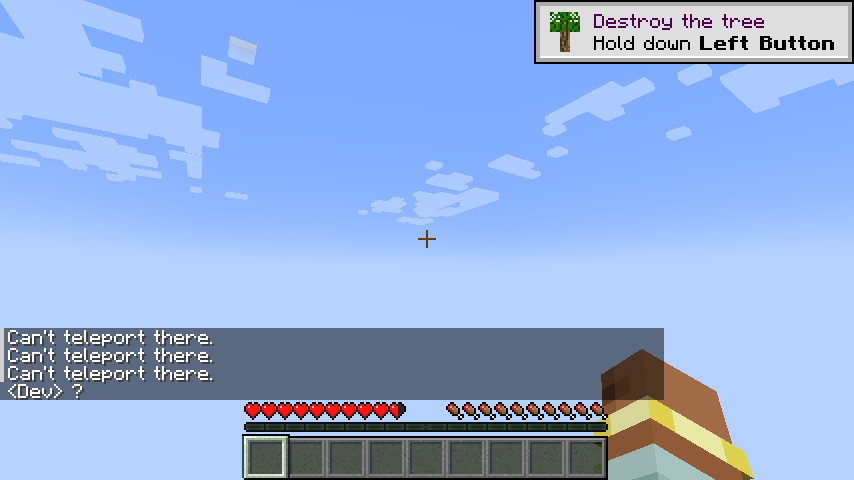 Destroy the tree
Hold down Left Button
Can't teleport there.
Can't teleport there.
Can't teleport there.
<Dev> ?